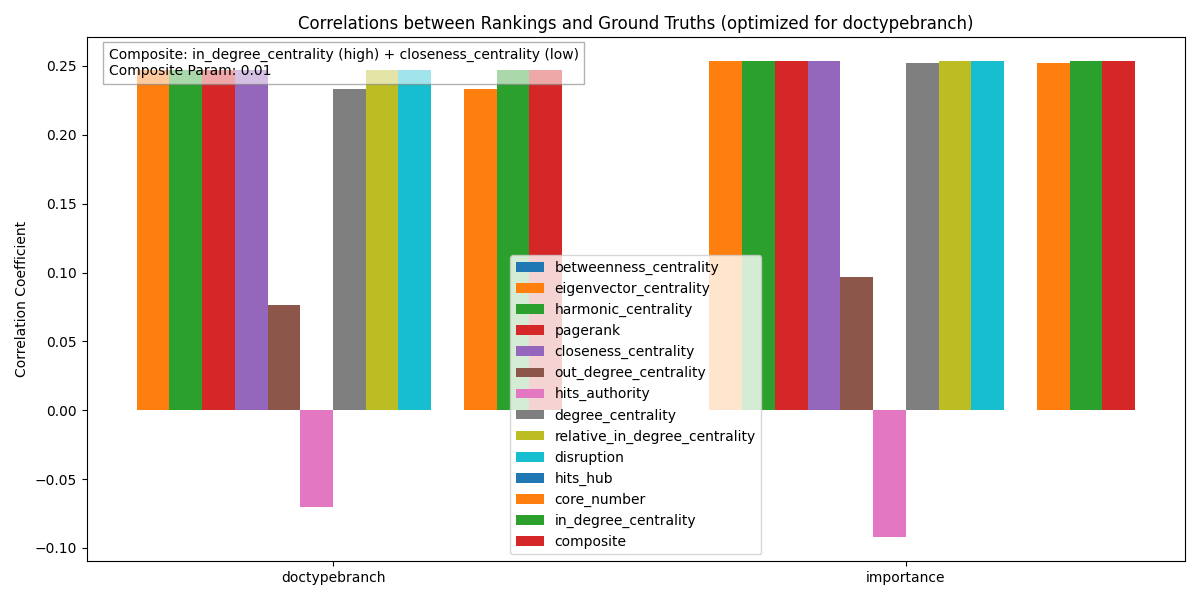 Correlations between Rankings and Ground Truths (optimized for doctypebranch)
Composite: in_degree_centrality (high) + closeness_centrality (low)
Composite Param: 0.01
Correlation Coefficient
0.25
0.20
0.15
0.10
0.05
0.00
−0.05
−0.10
betweenness_centrality
eigenvector_centrality
harmonic_centrality
pagerank
closeness_centrality
out_degree_centrality
hits_authority
degree_centrality
relative_in_degree_centrality
disruption
hits_hub
core_number
in_degree_centrality
composite
doctypebranch
importance